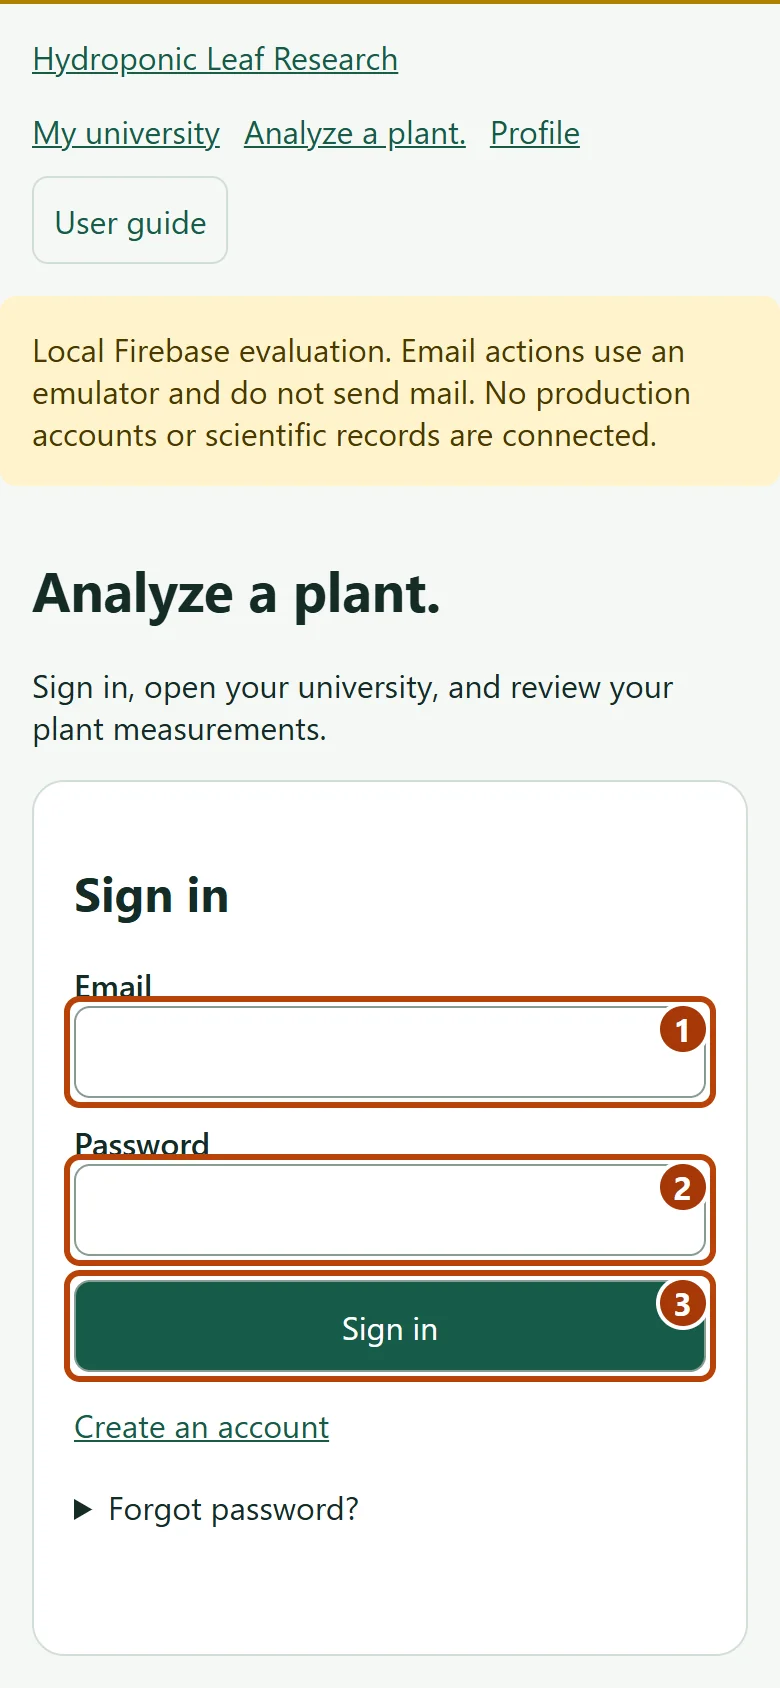 Hydroponic Leaf Research
My university Analyze a plant. Profile
User guide
Local Firebase evaluation. Email actions use an
emulator and do not send mail. No production
accounts or scientific records are connected.
Analyze a plant.
Sign in, open your university, and review your
plant measurements.
Sign in
Email
1
Password
2
Sign in
3
Create an account
Forgot password?